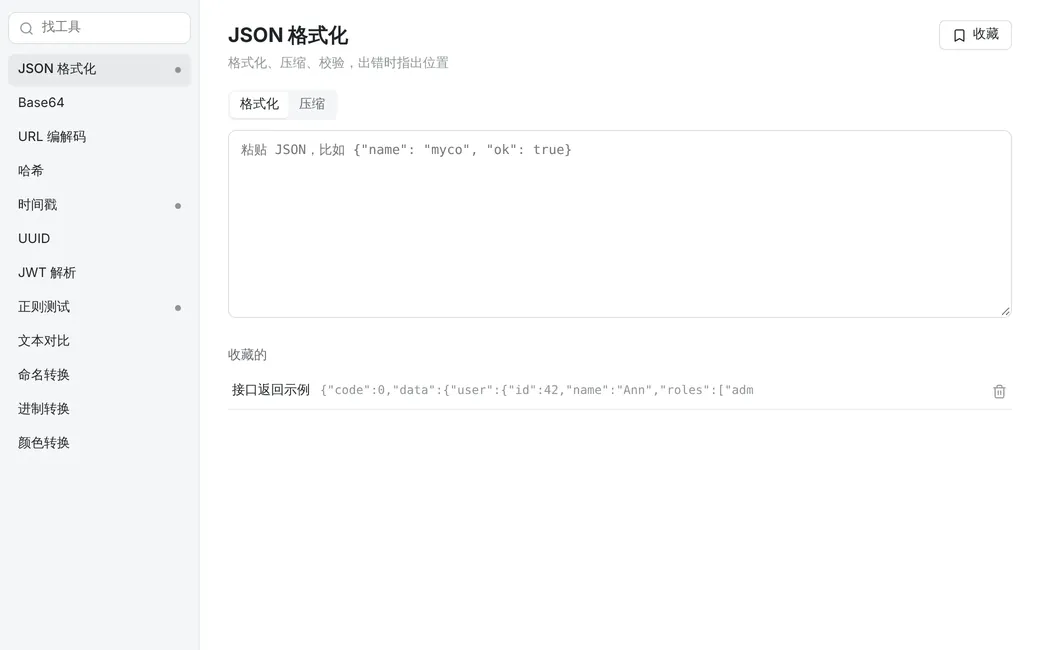 找工具
JSON 格式化
Base64
URL 编解码
哈希
时间戳
UUID
JWT 解析
正则测试
文本对比
命名转换
进制转换
颜色转换
JSON 格式化
收藏
格式化、压缩、校验，出错时指出位置
格式化 压缩
粘贴 JSON，比如 {"name": "myco", "ok": true}
收藏的
接口返回示例 {"code":0,"data":{"user":{"id":42,"name":"Ann","roles":["adm